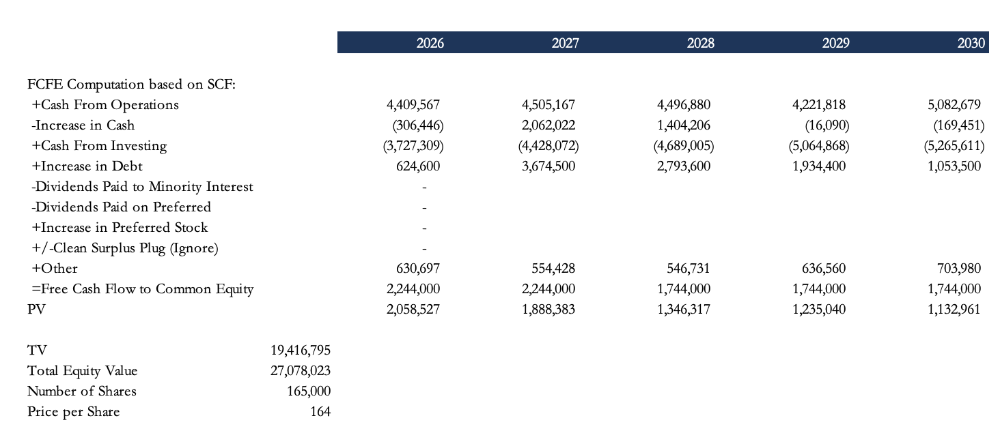 2026 2027 2028 2029 2030
FCFE Computation based on SCF:
+Cash From Operations 4,409,567 4,505,167 4,496,880 4,221,818 5,082,679
-Increase in Cash (306,446) 2,062,022 1,404,206 (16,090) (169,451)
+Cash From Investing (3,727,309) (4,428,072) (4,689,005) (5,064,868) (5,265,611)
+Increase in Debt 624,600 3,674,500 2,793,600 1,934,400 1,053,500
-Dividends Paid to Minority Interest -
-Dividends Paid on Preferred -
+Increase in Preferred Stock -
+/-Clean Surplus Plug (Ignore) -
+Other 630,697 554,428 546,731 636,560 703,980
=Free Cash Flow to Common Equity 2,244,000 2,244,000 1,744,000 1,744,000 1,744,000
PV 2,058,527 1,888,383 1,346,317 1,235,040 1,132,961
TV 19,416,795
Total Equity Value 27,078,023
Number of Shares 165,000
Price per Share 164